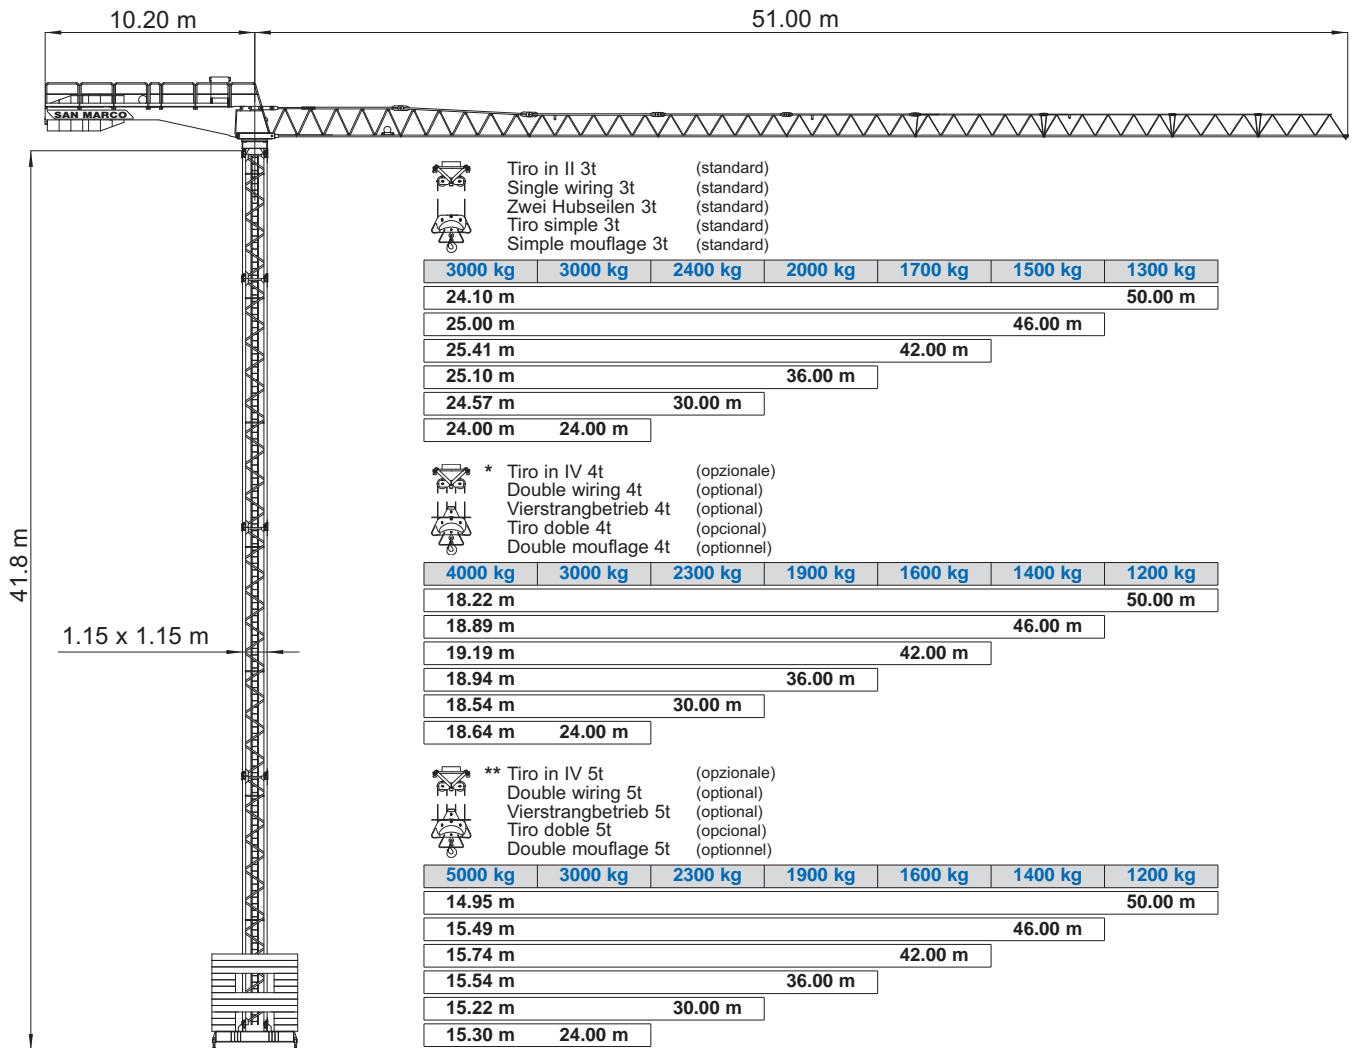 10.20 m
51.00 m
SAN MARCO
41.8 m
1.15 x 1.15 m
Tiro in II 3t (standard)
Single wiring 3t (standard)
Zwei Hubseilen 3t (standard)
Tiro simple 3t (standard)
Simple mouflage 3t (standard)
3000 kg 3000 kg 2400 kg 2000 kg 1700 kg 1500 kg 1300 kg
24.10 m 50.00 m
25.00 m 46.00 m
25.41 m 42.00 m
25.10 m 36.00 m
24.57 m 30.00 m
24.00 m 24.00 m
* Tiro in IV 4t (opzionale)
Double wiring 4t (optional)
Vierstrangbetrieb 4t (optional)
Tiro doble 4t (opcional)
Double mouflage 4t (optionnel)
4000 kg 3000 kg 2300 kg 1900 kg 1600 kg 1400 kg 1200 kg
18.22 m 50.00 m
18.89 m 46.00 m
19.19 m 42.00 m
18.94 m 36.00 m
18.54 m 30.00 m
18.64 m 24.00 m
** Tiro in IV 5t (opzionale)
Double wiring 5t (optional)
Vierstrangbetrieb 5t (optional)
Tiro doble 5t (opcional)
Double mouflage 5t (optionnel)
5000 kg 3000 kg 2300 kg 1900 kg 1600 kg 1400 kg 1200 kg
14.95 m 50.00 m
15.49 m 46.00 m
15.74 m 42.00 m
15.54 m 36.00 m
15.22 m 30.00 m
15.30 m 24.00 m